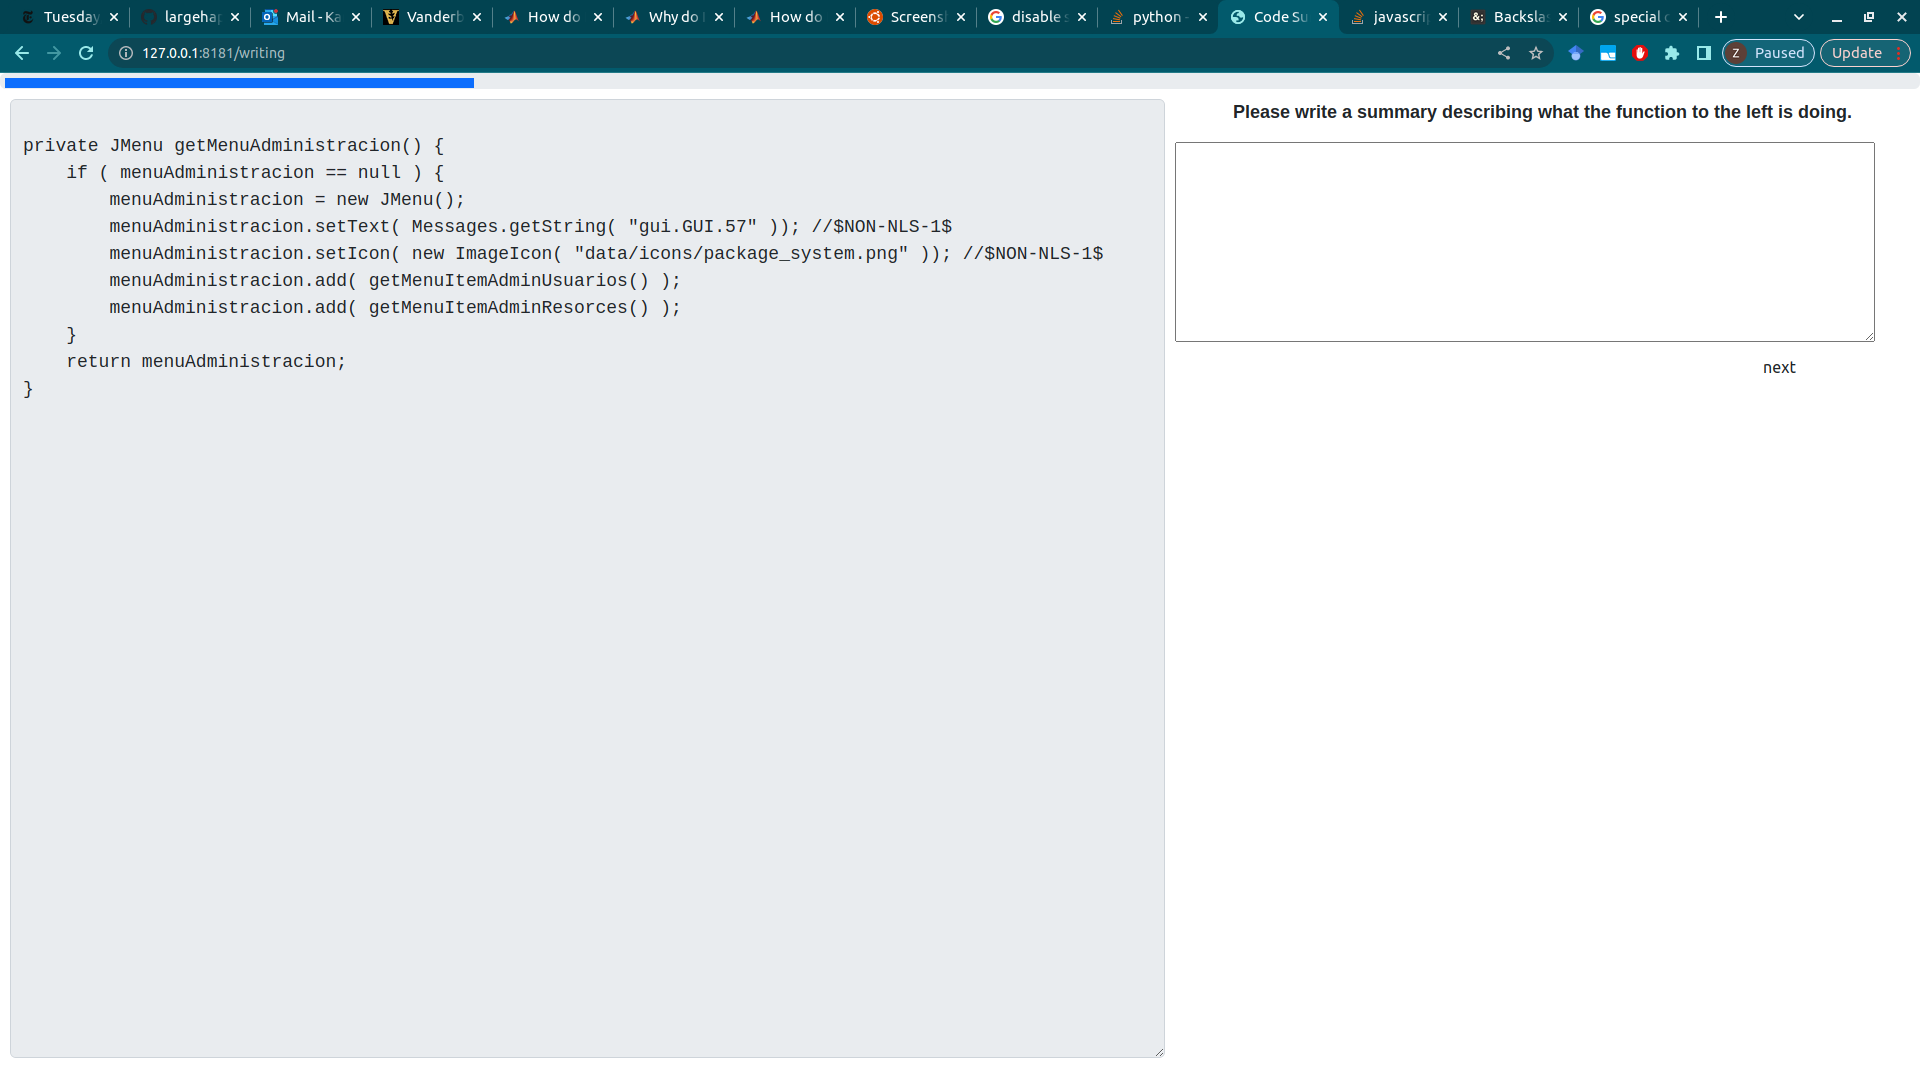 Tuesday
largeha
Mail - Ka
Vanderb
How do
Why do
How do
Screens
disable s
python -
Code Su
javascri
Backsla
special c
127.0.0.1:8181/writing
Z Paused
Update
private JMenu getMenuAdministracion() {
    if ( menuAdministracion == null ) {
        menuAdministracion = new JMenu();
        menuAdministracion.setText( Messages.getString( "gui.GUI.57" )); //$NON-NLS-1$
        menuAdministracion.setIcon( new ImageIcon( "data/icons/package_system.png" )); //$NON-NLS-1$
        menuAdministracion.add( getMenuItemAdminUsuarios() );
        menuAdministracion.add( getMenuItemAdminResorces() );
    }
    return menuAdministracion;
}
Please write a summary describing what the function to the left is doing.
next